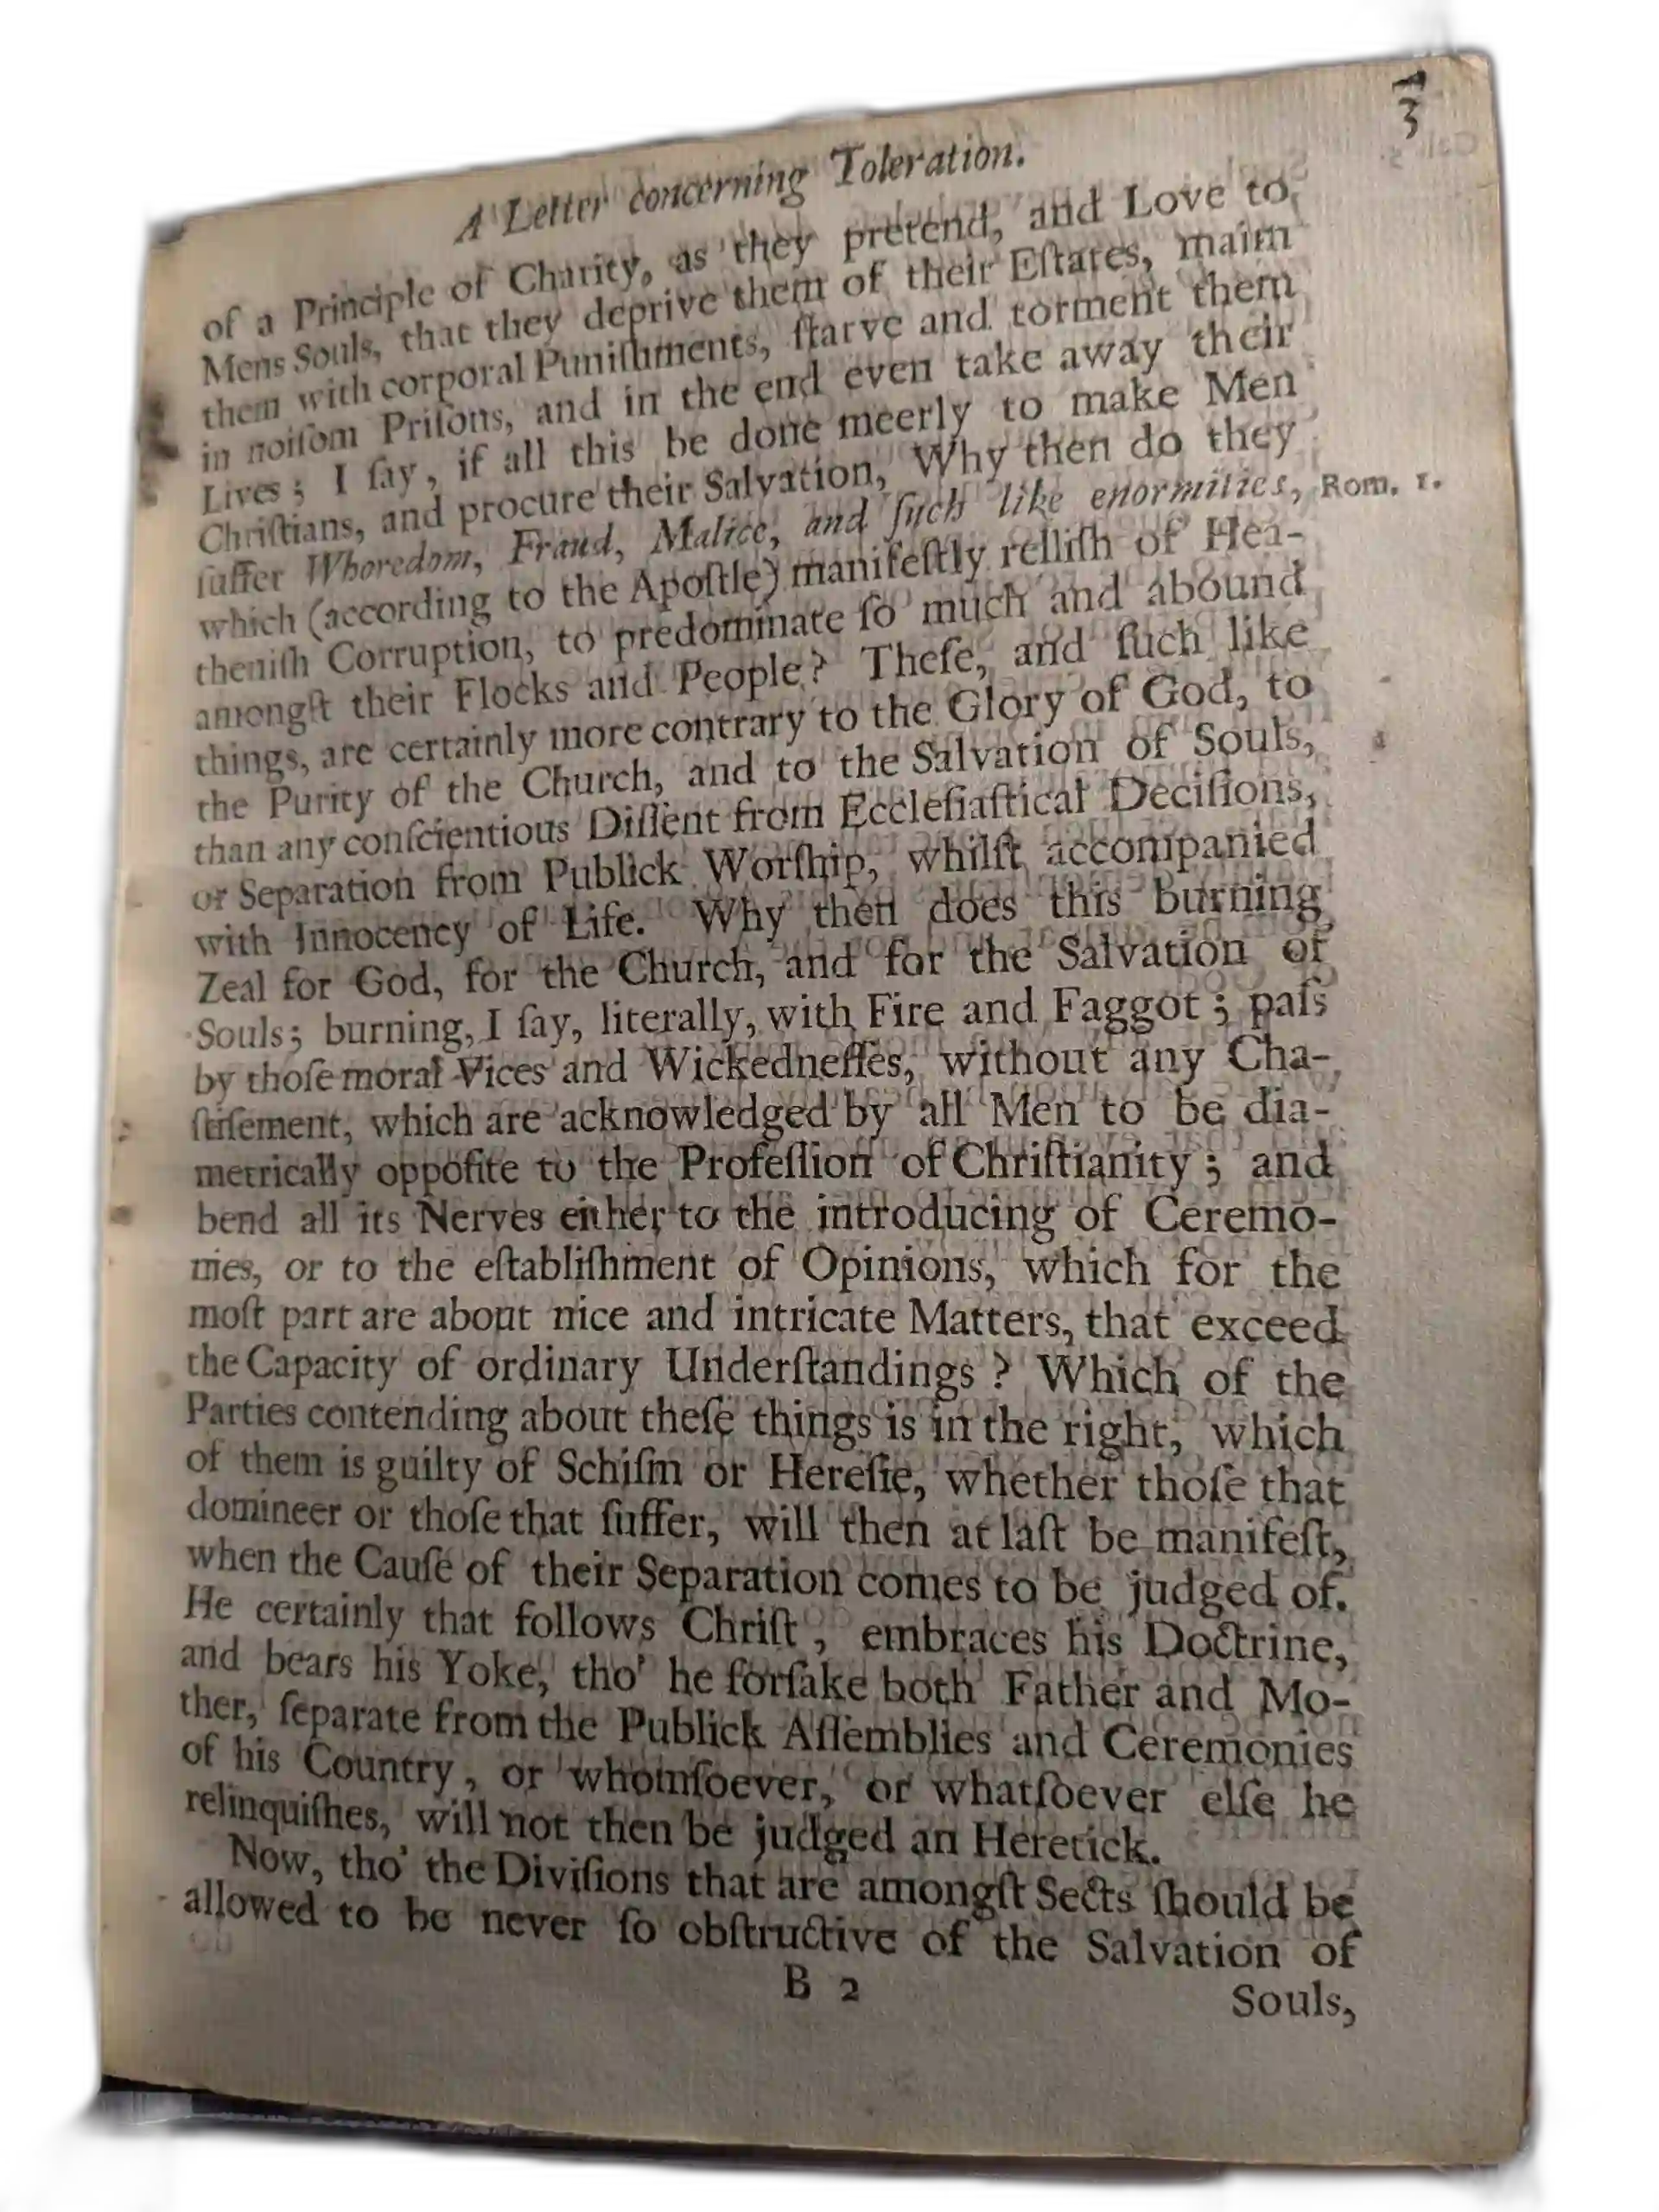 3
A Letter concerning Toleration.
of a Principle of Charity, as they pretend, and Love to
Mens Souls, that they deprive them of their Eſtates, maim
them with corporal Puniſhments, ſtarve and torment them
in noiſom Priſons, and in the end even take away their
Lives; I ſay, if all this be done meerly to make Men
Chriſtians, and procure their Salvation, Why then do they
ſuffer Whoredom, Fraud, Malice, and ſuch like enormities, Rom. 1.
which (according to the Apoſtle) manifeſtly relliſh of Hea-
theniſh Corruption, to predominate ſo much and abound
amongſt their Flocks and People? Theſe, and ſuch like
things, are certainly more contrary to the Glory of God, to
the Purity of the Church, and to the Salvation of Souls,
than any conſcientious Diſſent from Eccleſiaſtical Deciſions,
or Separation from Publick Worſhip, whilſt accompanied
with Innocency of Life. Why then does this burning
Zeal for God, for the Church, and for the Salvation of
Souls; burning, I ſay, literally, with Fire and Faggot; paſs
by thoſe moral Vices and Wickedneſſes, without any Cha-
ſtiſement, which are acknowledged by all Men to be dia-
metrically oppoſite to the Profeſſion of Chriſtianity; and
bend all its Nerves either to the introducing of Ceremo-
nies, or to the eſtabliſhment of Opinions, which for the
moſt part are about nice and intricate Matters, that exceed
the Capacity of ordinary Underſtandings? Which of the
Parties contending about theſe things is in the right, which
of them is guilty of Schiſm or Hereſie, whether thoſe that
domineer or thoſe that ſuffer, will then at laſt be manifeſt,
when the Cauſe of their Separation comes to be judged of.
He certainly that follows Chriſt, embraces his Doctrine,
and bears his Yoke, tho' he forſake both Father and Mo-
ther, ſeparate from the Publick Aſſemblies and Ceremonies
of his Country, or whomſoever, or whatſoever elſe he
relinquiſhes, will not then be judged an Heretick.
Now, tho' the Diviſions that are amongſt Sects ſhould be
allowed to be never ſo obſtructive of the Salvation of
B 2
Souls,